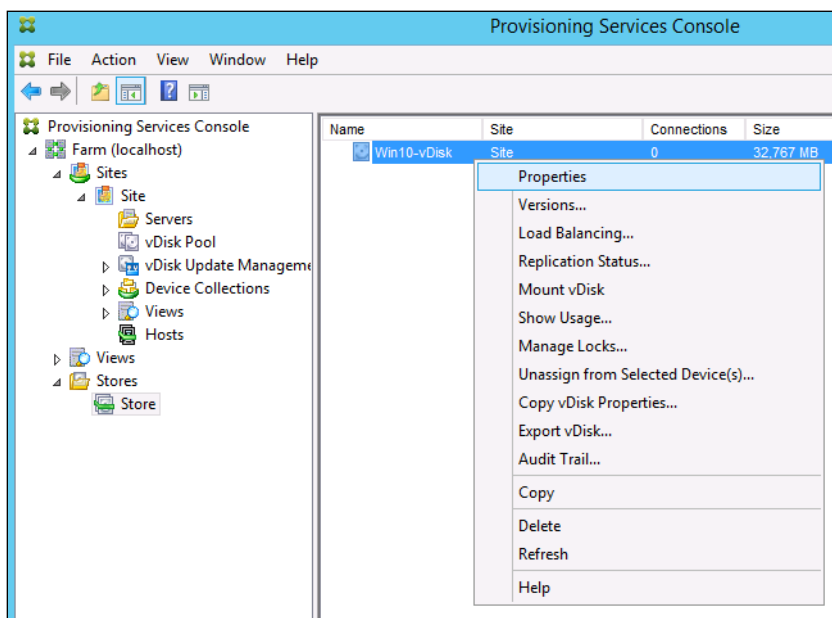 Provisioning Services Console
File Action View Window Help
Provisioning Services Console
Farm (localhost)
Sites
Site
Servers
vDisk Pool
vDisk Update Manageme
Device Collections
Views
Hosts
Views
Stores
Store
Name Site Connections Size
Win10-vDisk Site 0 32,767 MB
Properties
Versions...
Load Balancing...
Replication Status...
Mount vDisk
Show Usage...
Manage Locks...
Unassign from Selected Device(s)...
Copy vDisk Properties...
Export vDisk...
Audit Trail...
Copy
Delete
Refresh
Help